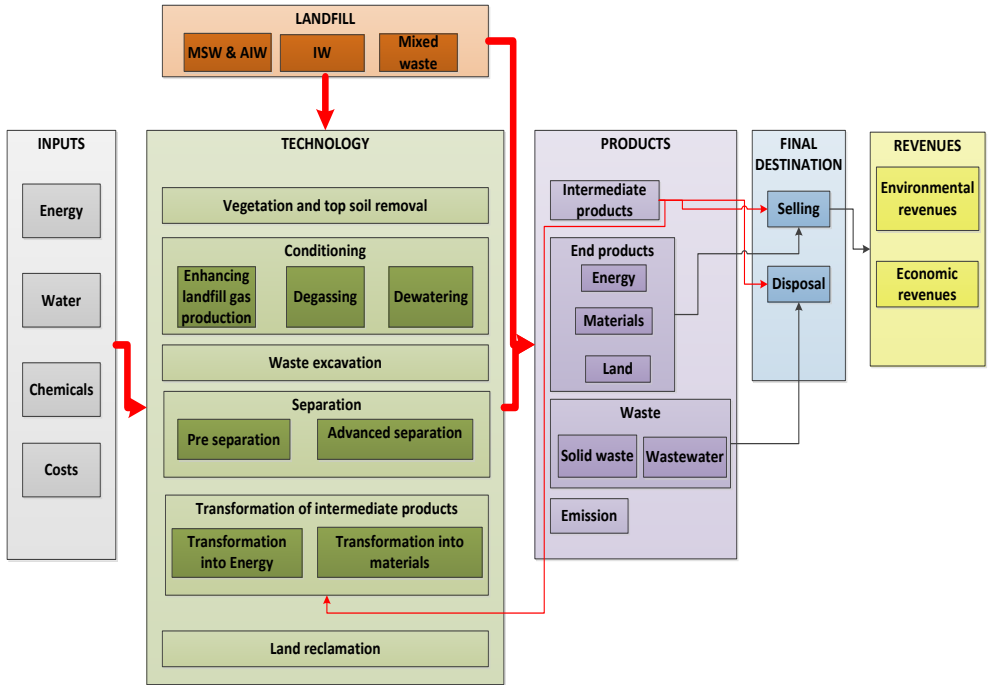 LANDFILL
MSW & AIW
IW
Mixed
waste
INPUTS
Energy
Water
Chemicals
Costs
TECHNOLOGY
Vegetation and top soil removal
Conditioning
Enhancing
landfill gas
production
Degassing
Dewatering
Waste excavation
Separation
Pre separation
Advanced separation
Transformation of intermediate products
Transformation
into Energy
Transformation into
materials
Land reclamation
PRODUCTS
Intermediate
products
End products
Energy
Materials
Land
Waste
Solid waste
Wastewater
Emission
FINAL
DESTINATION
Selling
Disposal
REVENUES
Environmental
revenues
Economic
revenues